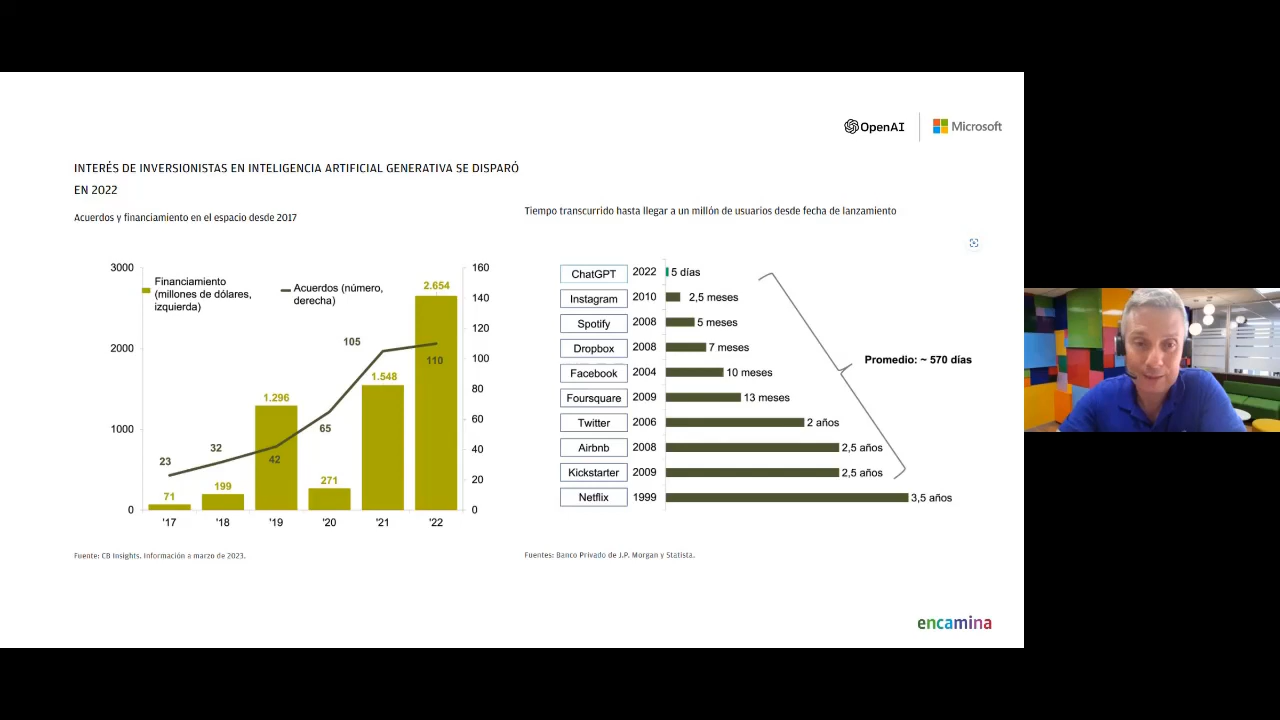 OpenAI
Microsoft
INTERÉS DE INVERSIONISTAS EN INTELIGENCIA ARTIFICIAL GENERATIVA SE DISPARÓ
EN 2022
Acuerdos y financiamiento en el espacio desde 2017
3000
2000
1000
0
Financiamiento
(millones de dólares,
izquierda)
Acuerdos (número,
derecha)
160
140
120
100
80
60
40
20
0
23
32
42
65
105
110
71
199
1.296
271
1.548
2.654
'17
'18
'19
'20
'21
'22
Fuente: CB Insights. Información a marzo de 2023.
Tiempo transcurrido hasta llegar a un millón de usuarios desde fecha de lanzamiento
ChatGPT 2022 5 días
Instagram 2010 2,5 meses
Spotify 2008 5 meses
Dropbox 2008 7 meses
Facebook 2004 10 meses
Foursquare 2009 13 meses
Twitter 2006 2 años
Airbnb 2008 2,5 años
Kickstarter 2009 2,5 años
Netflix 1999 3,5 años
Promedio: ~ 570 días
Fuentes: Banco Privado de J.P. Morgan y Statista.
encamina